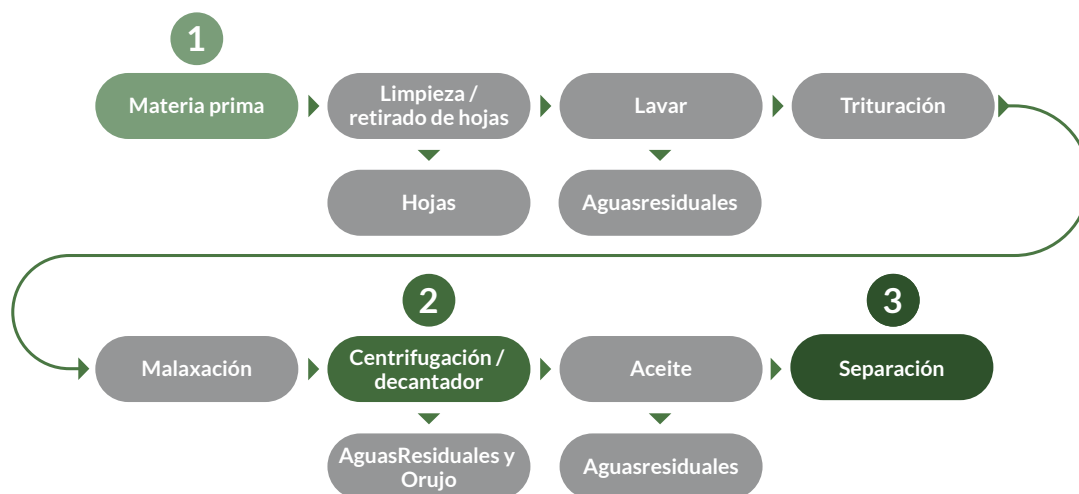 1
Materia prima
Limpieza /
retirado de hojas
Lavar
Trituración
Hojas
Aguasresiduales
2
3
Malaxación
Centrifugación /
decantador
Aceite
Separación
AguasResiduales y
Orujo
Aguasresiduales